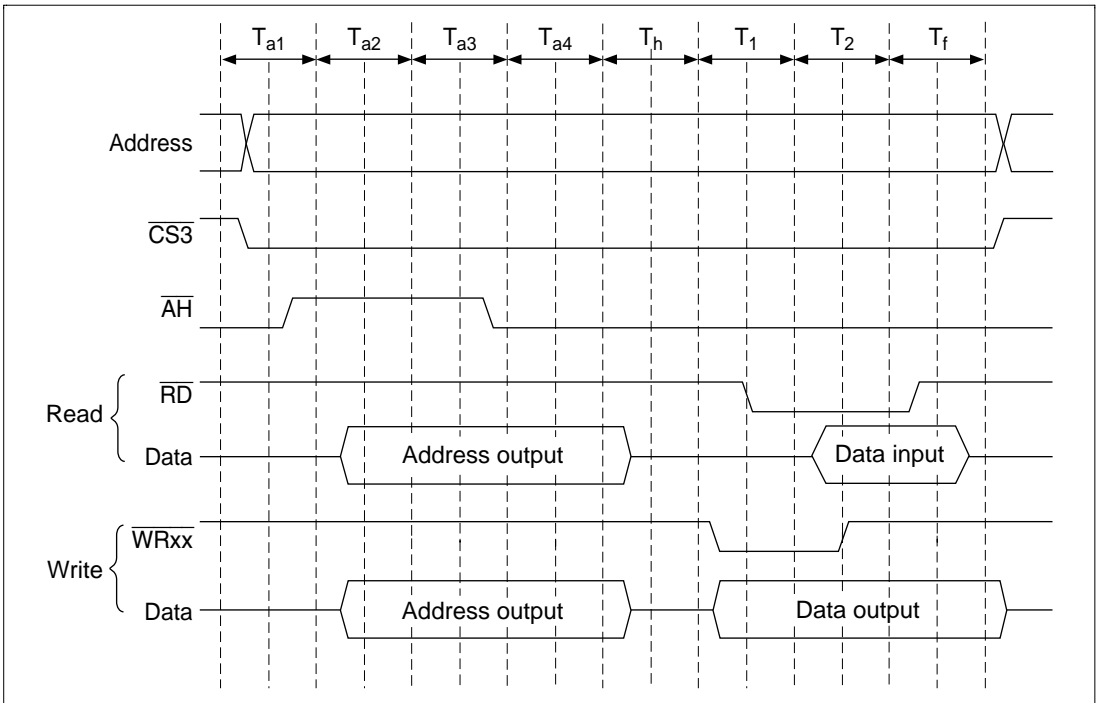 Ta1 Ta2 Ta3 Ta4 Th T1 T2 Tf
Address
CS3
AH
RD
Read
Data Address output Data input
WRxx
Write
Data Address output Data output